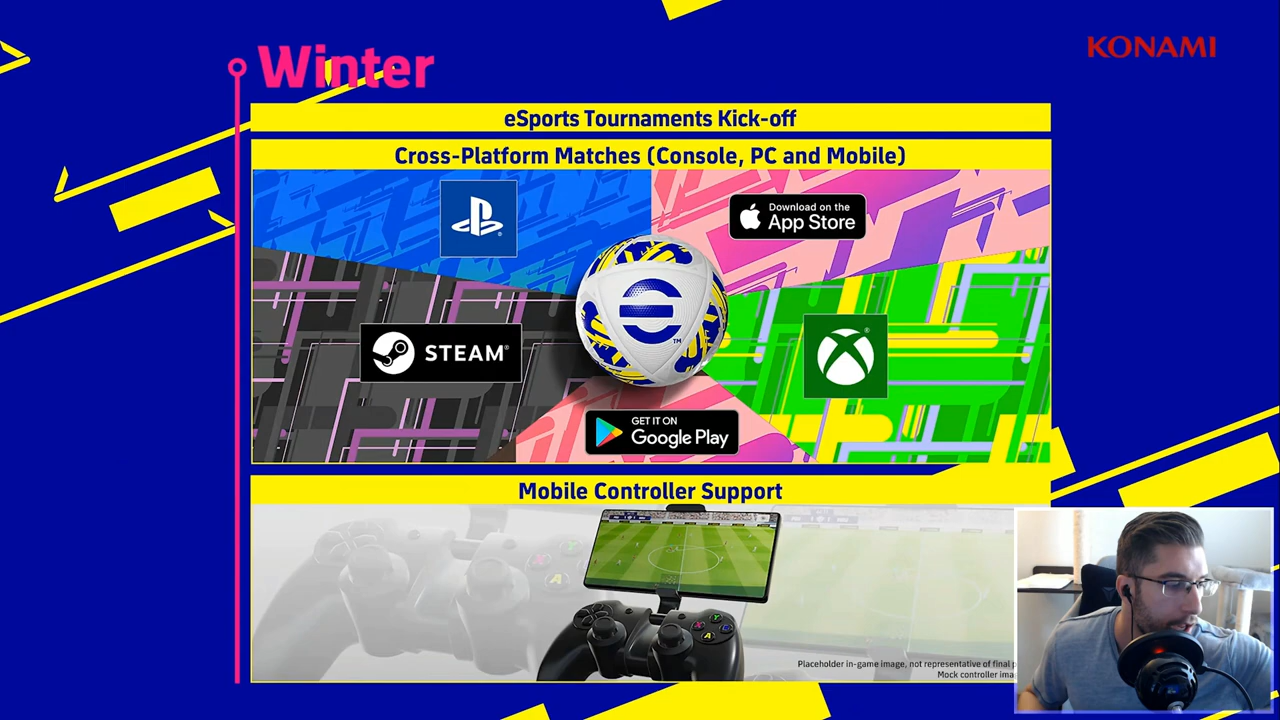 Winter
KONAMI
eSports Tournaments Kick-off
Cross-Platform Matches (Console, PC and Mobile)
Download on the
App Store
STEAM®
GET IT ON
Google Play
Mobile Controller Support
Placeholder in-game image, not representative of final
Mock controller